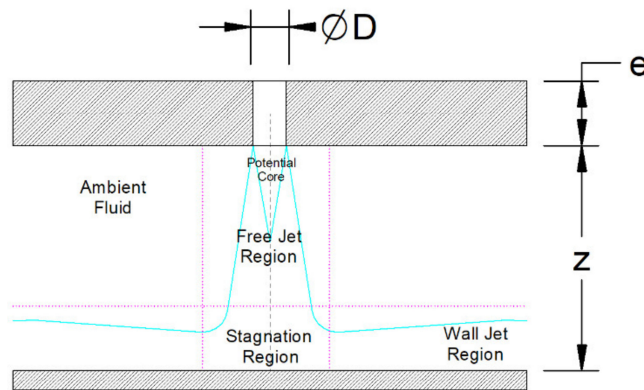 ØD
e
Potential
Core
Ambient
Fluid
Free Jet
Region
z
Stagnation
Region
Wall Jet
Region